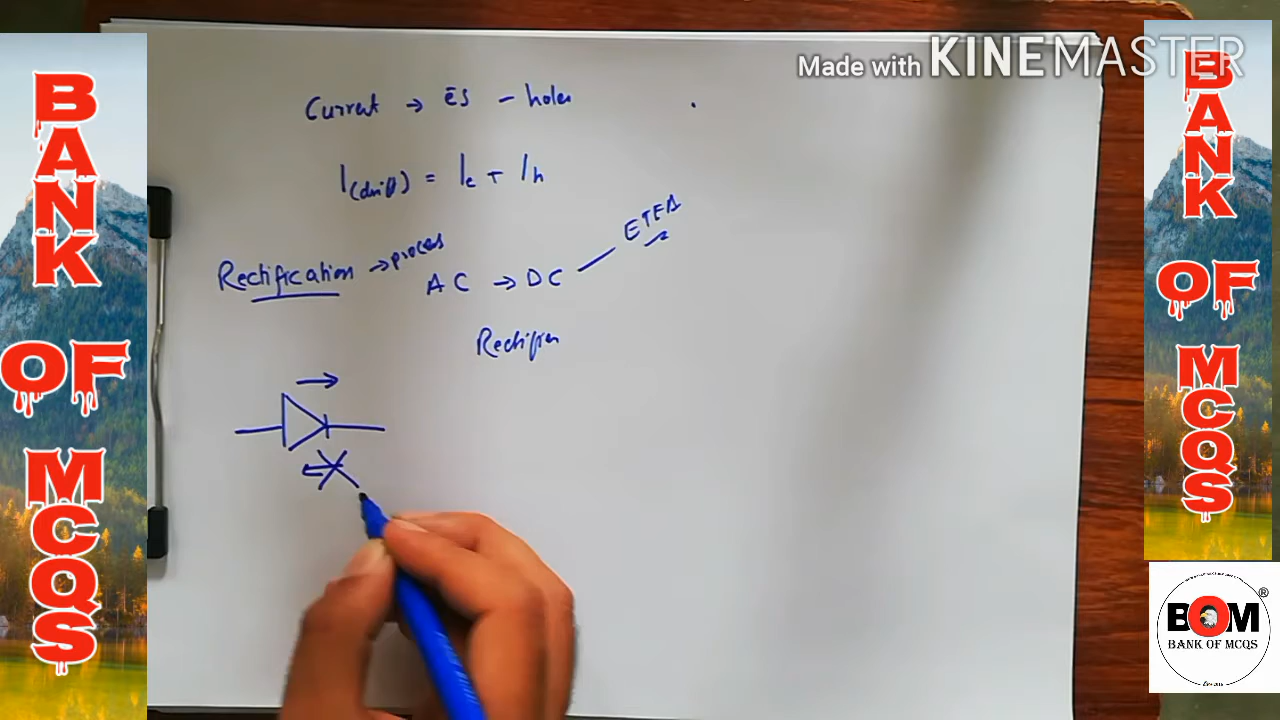 BANK OF MCQS
Made with KINEMASTER
BANK OF MCQS
Current → ēs - holes
I(drift) = Ie + Ih
Rectification → process
AC → DC — ETEA
Rectifier
BOM ®
BANK OF MCQS